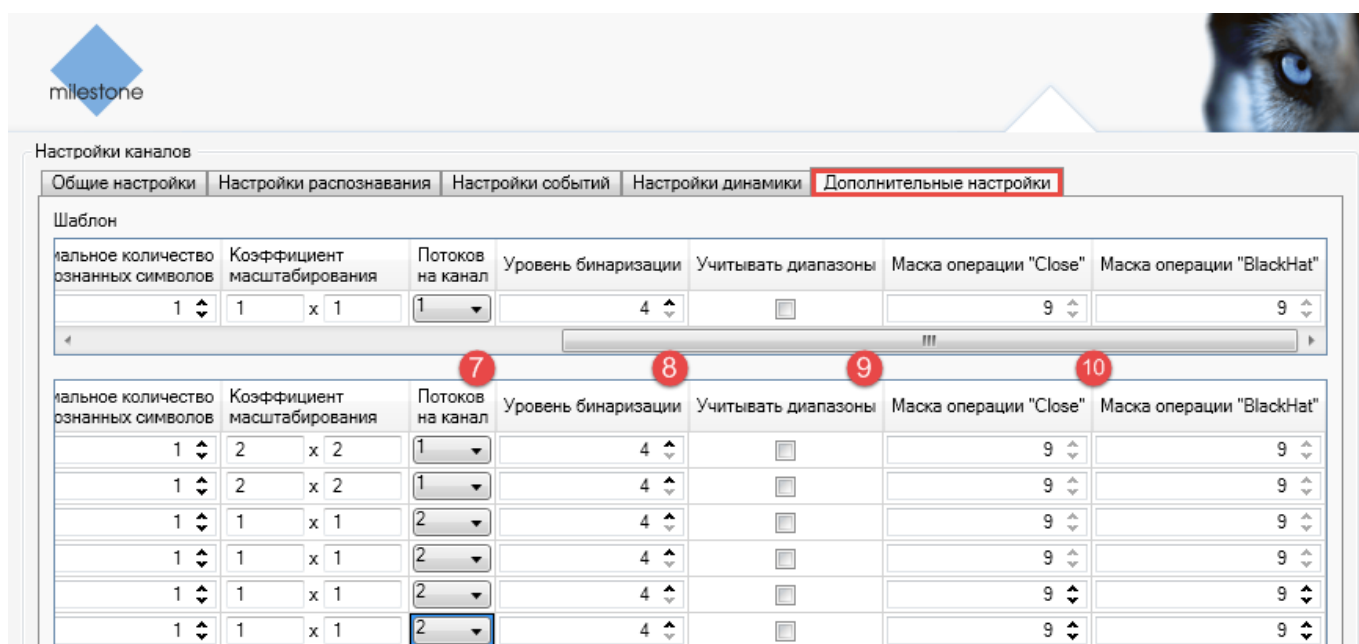 milestone
Настройки каналов
Общие настройки Настройки распознавания Настройки событий Настройки динамики Дополнительные настройки
Шаблон
иальное количество Коэффициент Потоков Уровень бинаризации Учитывать диапазоны Маска операции "Close" Маска операции "BlackHat"
ознанных символов масштабирования на канал
1 1 x 1 1 4 9 9
7 8 9 10
иальное количество Коэффициент Потоков Уровень бинаризации Учитывать диапазоны Маска операции "Close" Маска операции "BlackHat"
ознанных символов масштабирования на канал
1 2 x 2 1 4 9 9
1 2 x 2 1 4 9 9
1 1 x 1 2 4 9 9
1 1 x 1 2 4 9 9
1 1 x 1 2 4 9 9
1 1 x 1 2 4 9 9